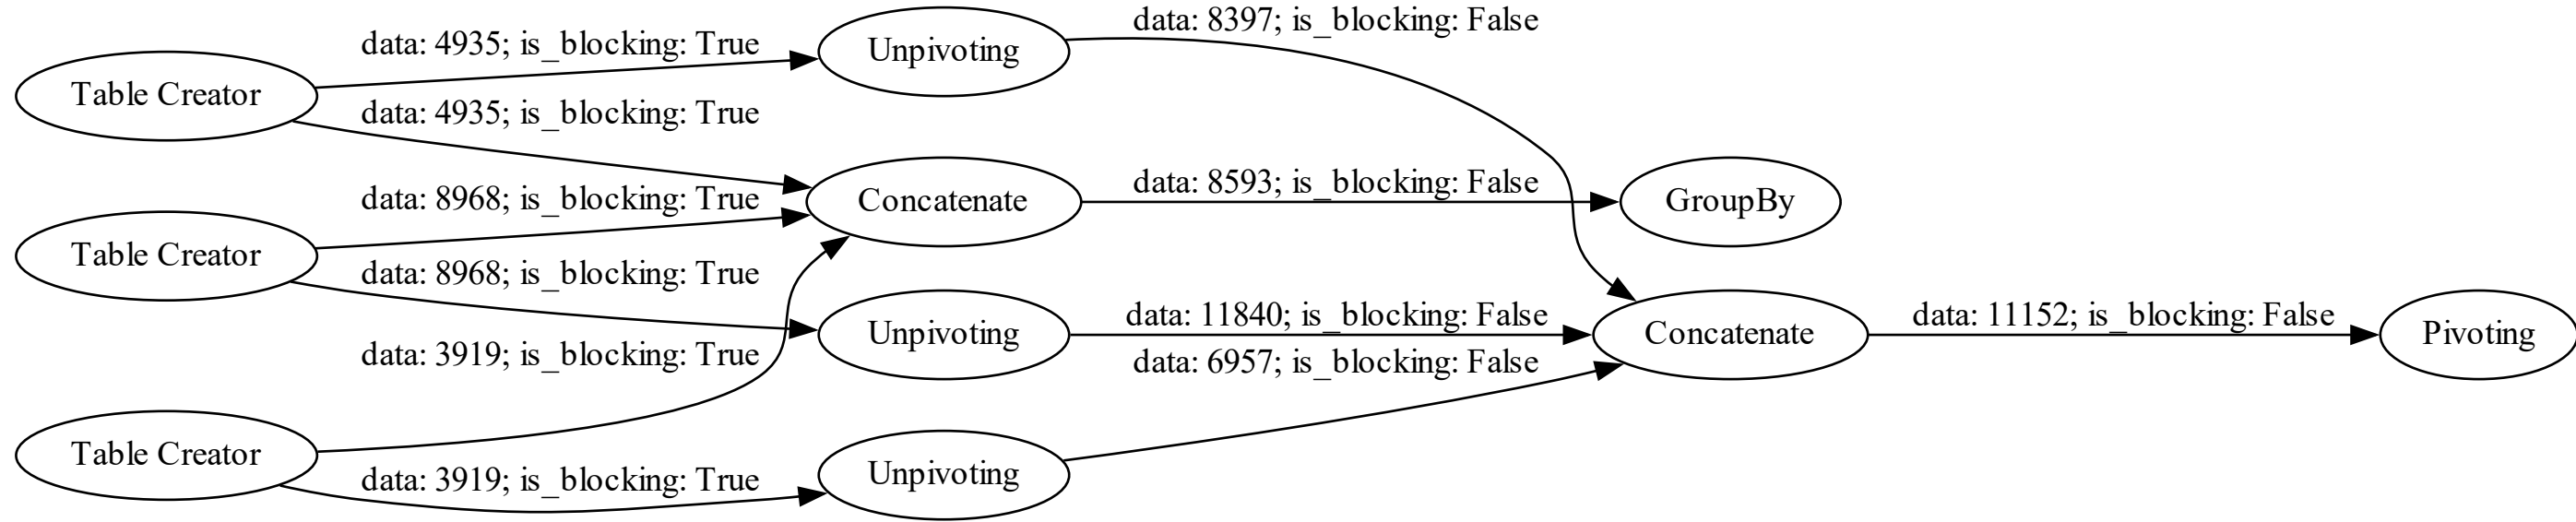 data: 8397; is_blocking: False
data: 4935; is_blocking: True
Unpivoting
Table Creator
data: 4935; is_blocking: True
data: 8968; is_blocking: True
Concatenate
data: 8593; is_blocking: False
GroupBy
Table Creator
data: 8968; is_blocking: True
Unpivoting
data: 11840; is_blocking: False
Concatenate
data: 11152; is_blocking: False
Pivoting
data: 3919; is_blocking: True
data: 6957; is_blocking: False
Table Creator
data: 3919; is_blocking: True
Unpivoting